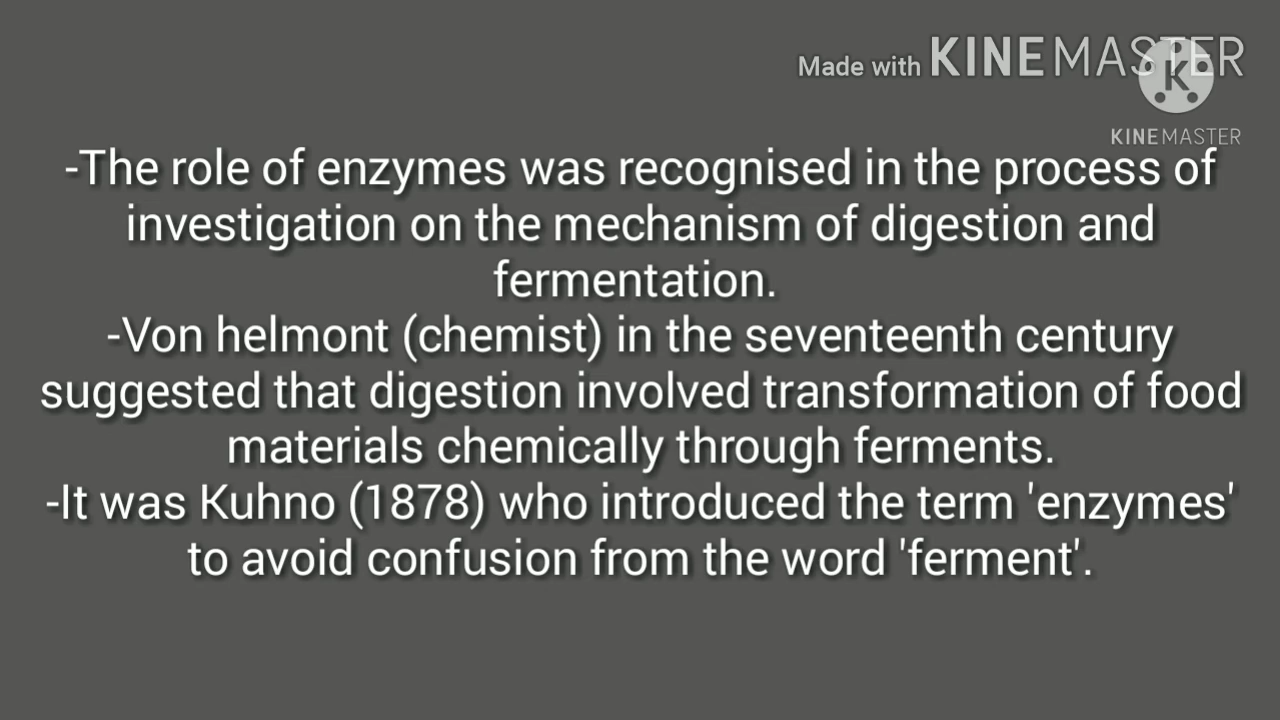 Made with KINEMASTER
KINEMASTER
-The role of enzymes was recognised in the process of
investigation on the mechanism of digestion and
fermentation.
-Von helmont (chemist) in the seventeenth century
suggested that digestion involved transformation of food
materials chemically through ferments.
-It was Kuhno (1878) who introduced the term 'enzymes'
to avoid confusion from the word 'ferment'.